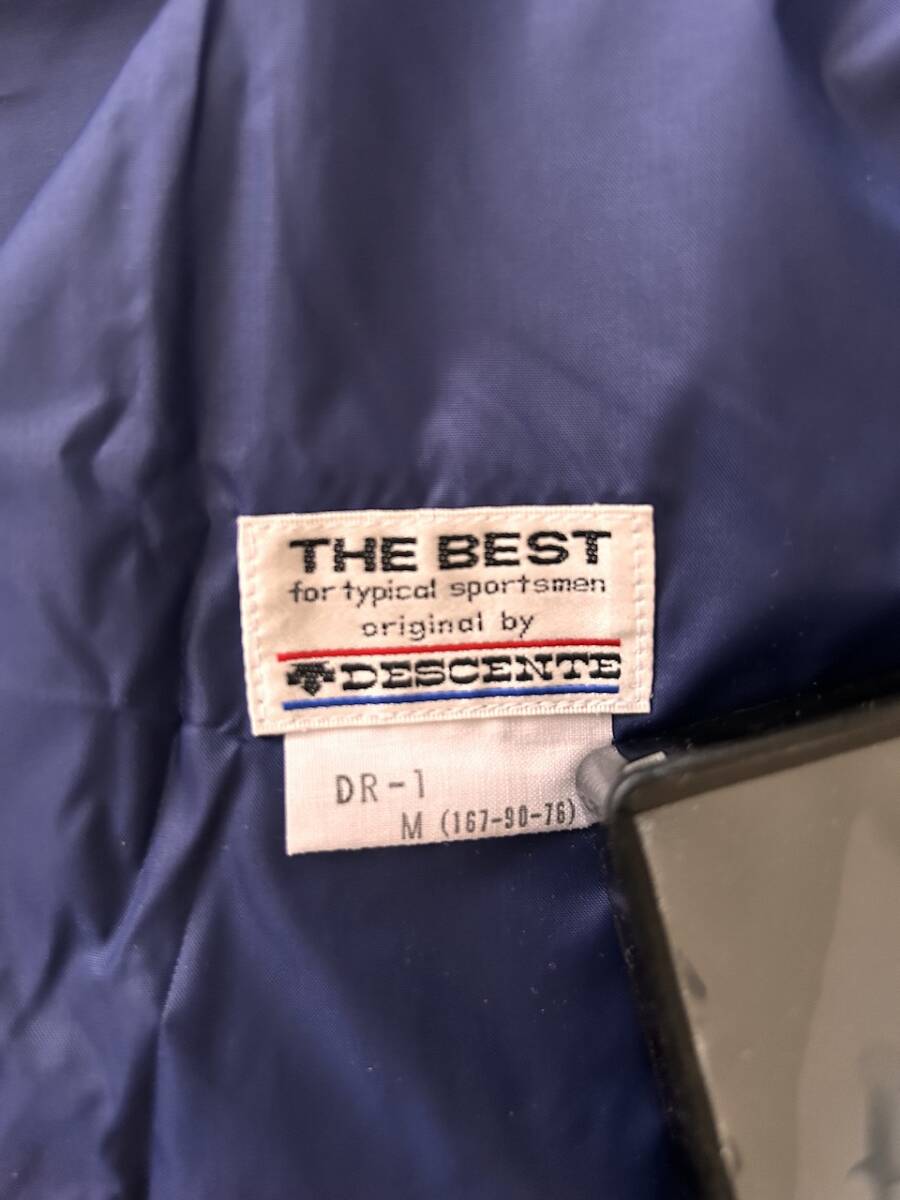 THE BEST
for typical sportsmen
original by
DESCENTE
DR-1
M (167-90-76)